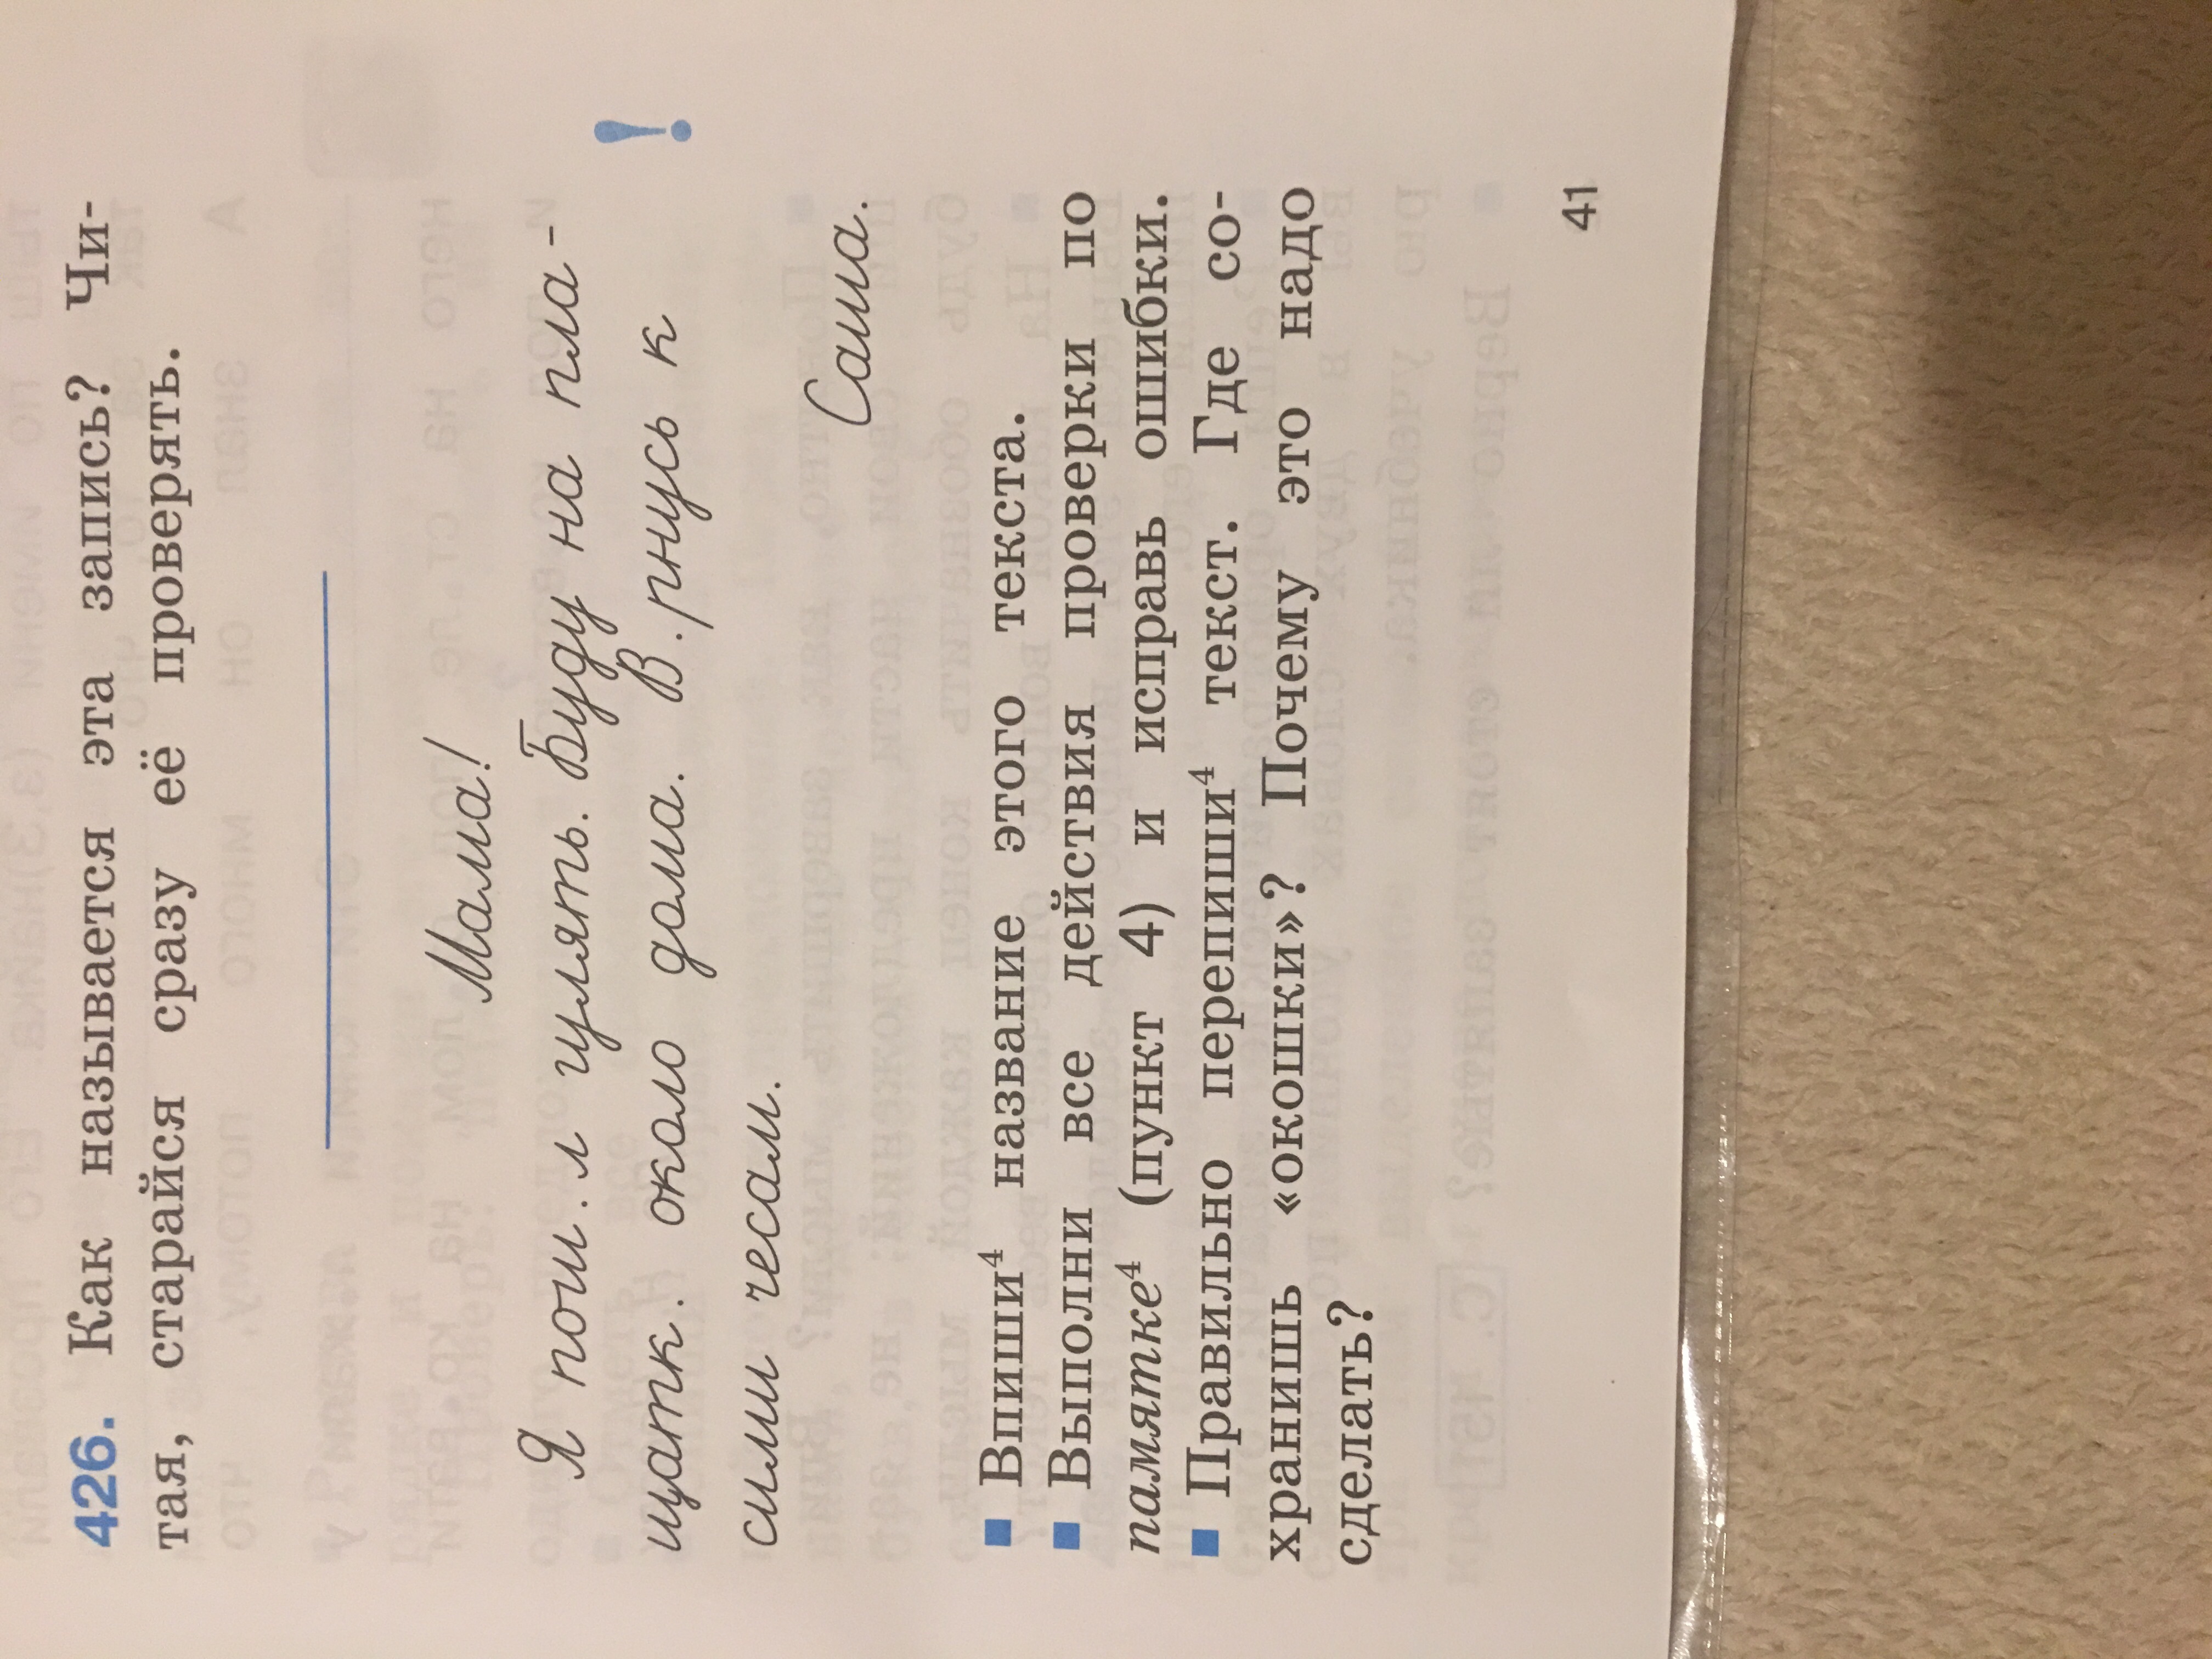 426. Как называется эта запись? Чи-
тая, старайся сразу её проверять.
Мама!
Я пош.л гулять. Буду на пла-
щатк. около дома. В.рнусь к
сими чесам.
!
Саша.
■ Впиши⁴ название этого текста.
■ Выполни все действия проверки по
памятке⁴ (пункт 4) и исправь ошибки.
■ Правильно перепиши⁴ текст. Где со-
хранишь «окошки»? Почему это надо
сделать?
41